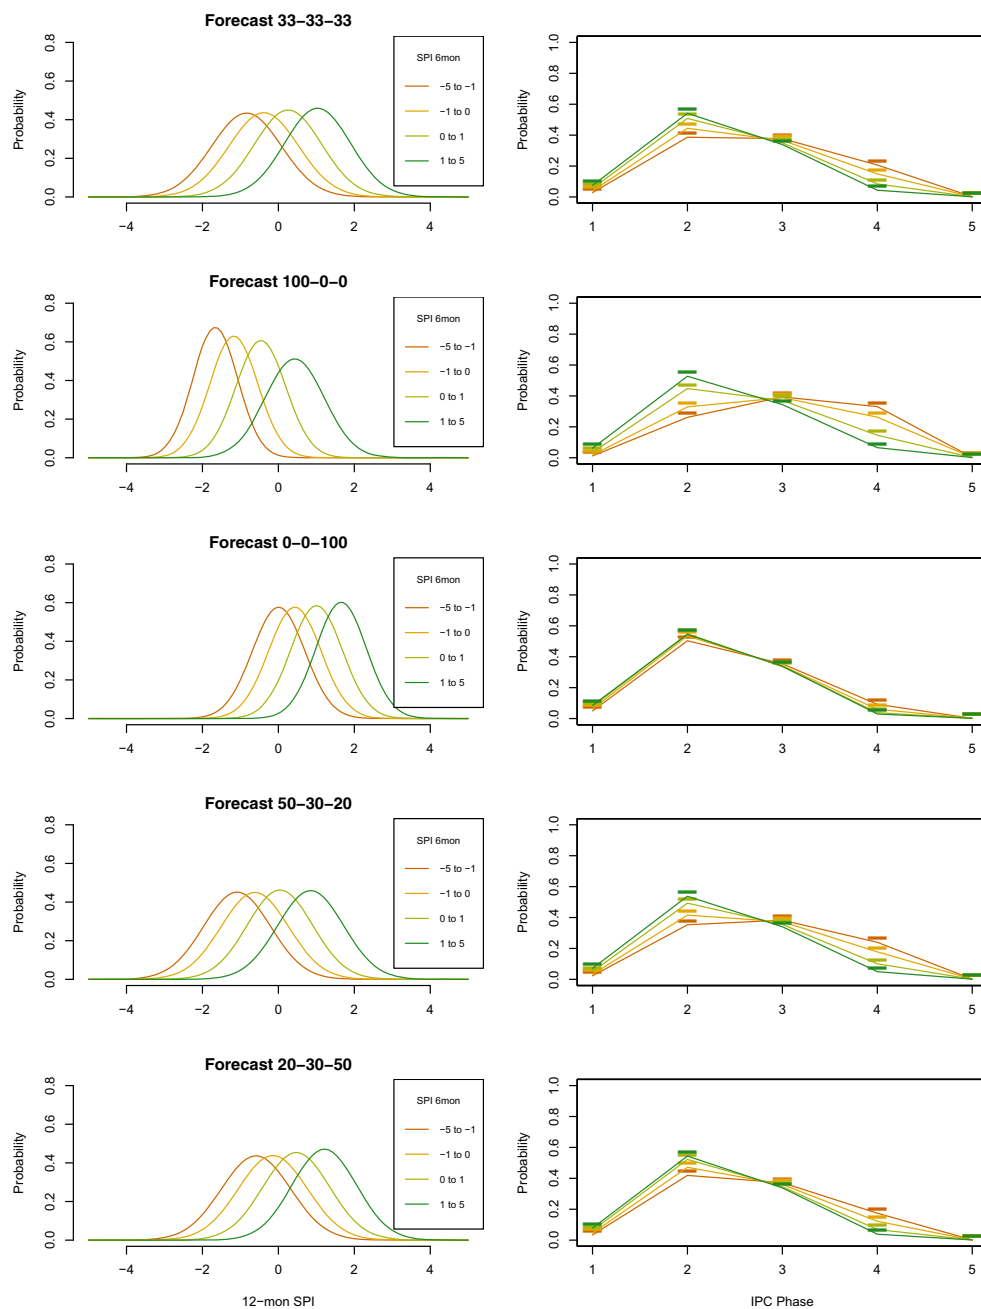 Forecast 33−33−33
Probability
0.0 0.2 0.4 0.6 0.8
−4 −2 0 2 4
SPI 6mon
−5 to −1
−1 to 0
0 to 1
1 to 5
Probability
0.0 0.2 0.4 0.6 0.8 1.0
1 2 3 4 5
Forecast 100−0−0
Probability
0.0 0.2 0.4 0.6 0.8
−4 −2 0 2 4
SPI 6mon
−5 to −1
−1 to 0
0 to 1
1 to 5
Probability
0.0 0.2 0.4 0.6 0.8 1.0
1 2 3 4 5
Forecast 0−0−100
Probability
0.0 0.2 0.4 0.6 0.8
−4 −2 0 2 4
SPI 6mon
−5 to −1
−1 to 0
0 to 1
1 to 5
Probability
0.0 0.2 0.4 0.6 0.8 1.0
1 2 3 4 5
Forecast 50−30−20
Probability
0.0 0.2 0.4 0.6 0.8
−4 −2 0 2 4
SPI 6mon
−5 to −1
−1 to 0
0 to 1
1 to 5
Probability
0.0 0.2 0.4 0.6 0.8 1.0
1 2 3 4 5
Forecast 20−30−50
Probability
0.0 0.2 0.4 0.6 0.8
−4 −2 0 2 4
12−mon SPI
SPI 6mon
−5 to −1
−1 to 0
0 to 1
1 to 5
Probability
0.0 0.2 0.4 0.6 0.8 1.0
1 2 3 4 5
IPC Phase